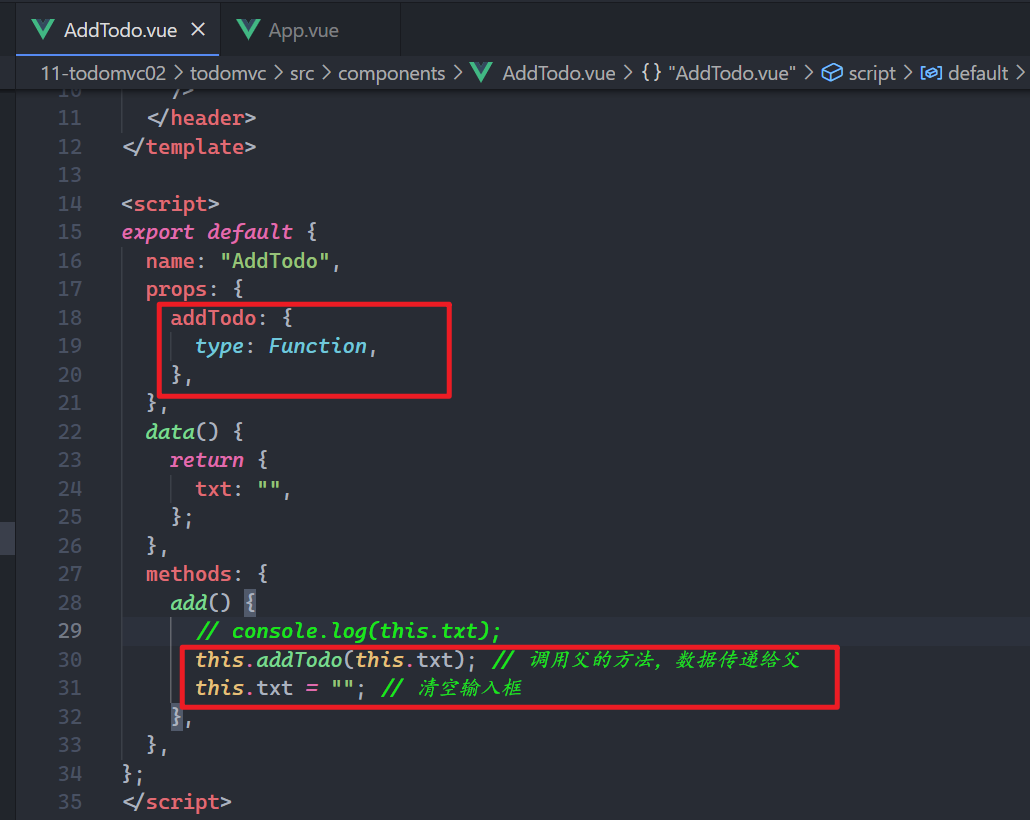 AddTodo.vue ×
App.vue
11-todomvc02 > todomvc > src > components > AddTodo.vue > {} "AddTodo.vue" > script > default >
10 />
11 </header>
12 </template>
13
14 <script>
15 export default {
16 name: "AddTodo",
17 props: {
18 addTodo: {
19 type: Function,
20 },
21 },
22 data() {
23 return {
24 txt: "",
25 };
26 },
27 methods: {
28 add() {
29 // console.log(this.txt);
30 this.addTodo(this.txt); // 调用父的方法, 数据传递给父
31 this.txt = ""; // 清空输入框
32 },
33 },
34 };
35 </script>